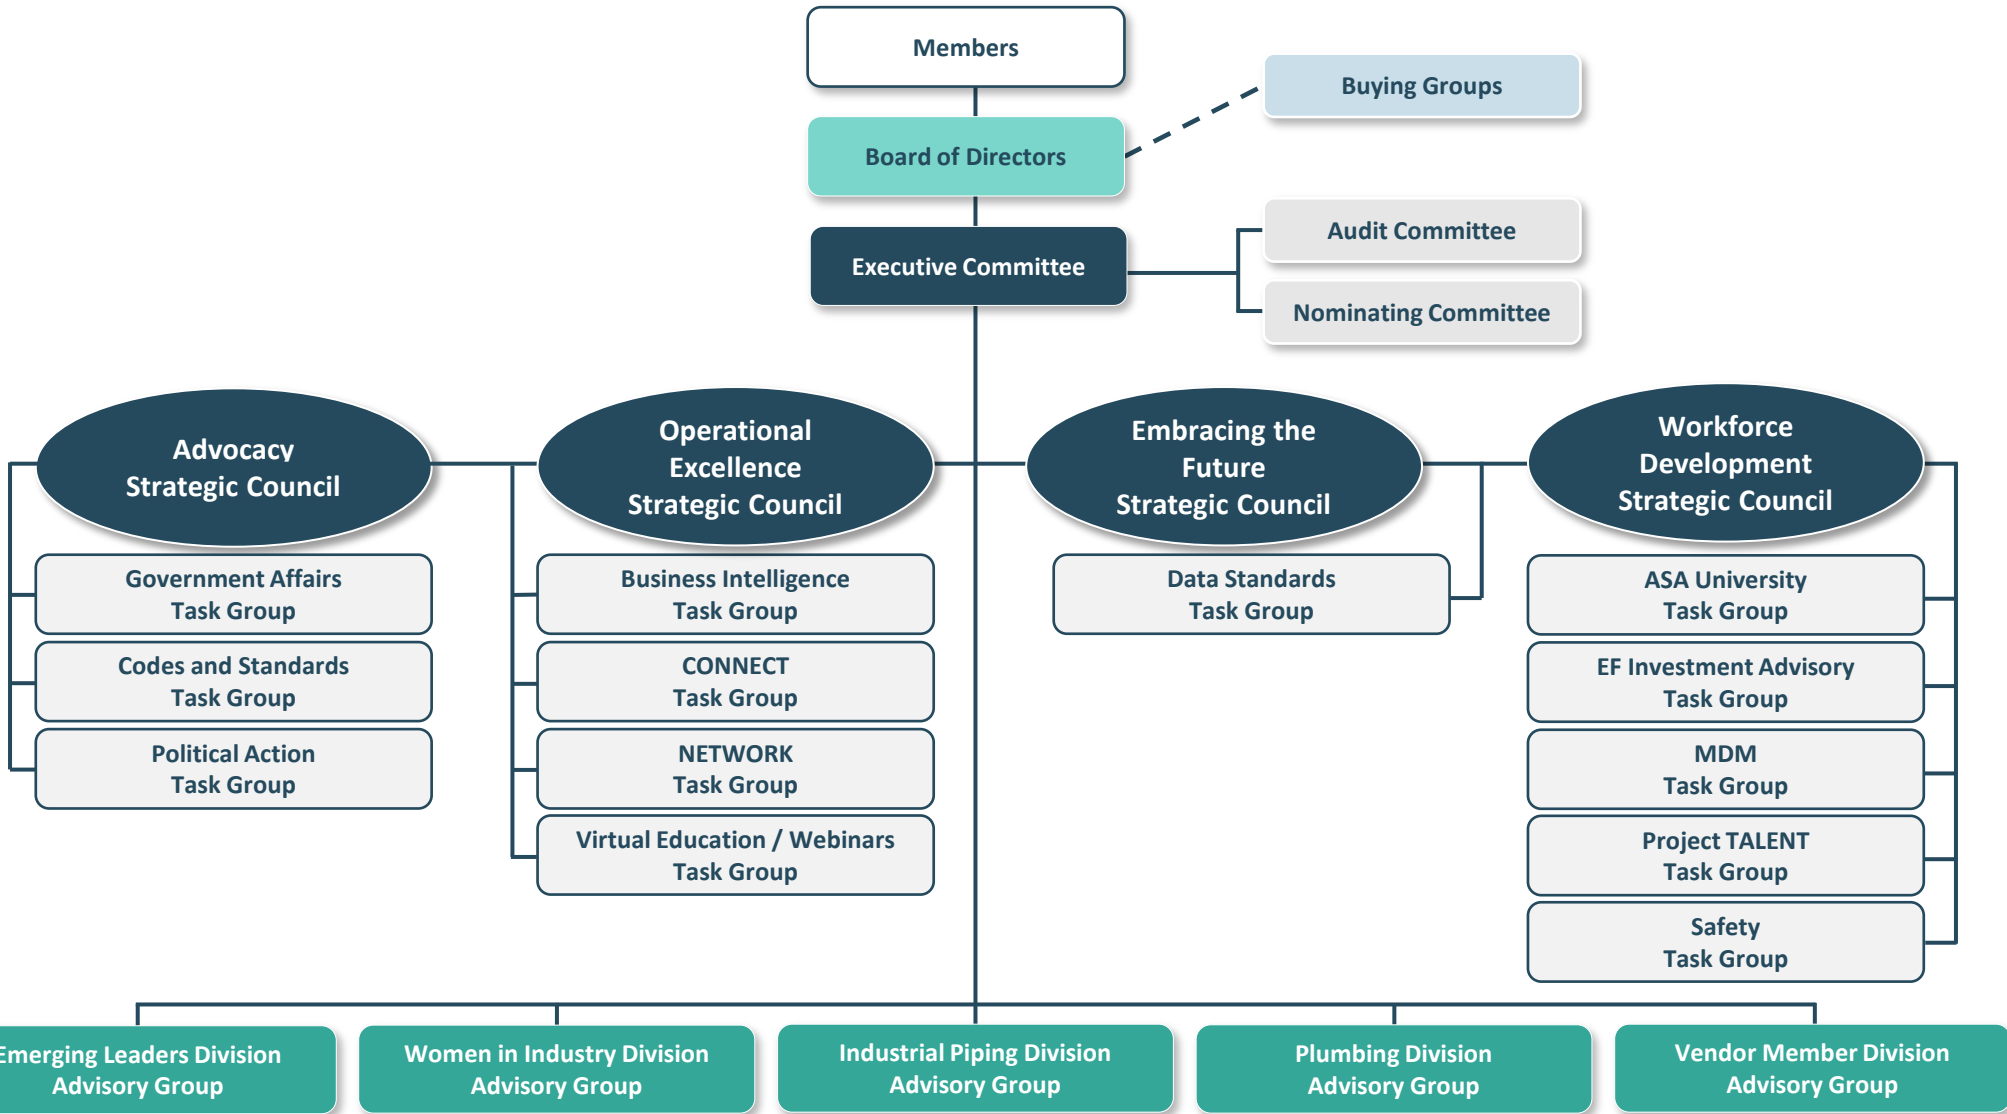 Members
Buying Groups
Board of Directors
Audit Committee
Executive Committee
Nominating Committee
Advocacy
Strategic Council
Operational
Excellence
Strategic Council
Embracing the
Future
Strategic Council
Workforce
Development
Strategic Council
Government Affairs
Task Group
Codes and Standards
Task Group
Political Action
Task Group
Business Intelligence
Task Group
CONNECT
Task Group
NETWORK
Task Group
Virtual Education / Webinars
Task Group
Data Standards
Task Group
ASA University
Task Group
EF Investment Advisory
Task Group
MDM
Task Group
Project TALENT
Task Group
Safety
Task Group
Emerging Leaders Division
Advisory Group
Women in Industry Division
Advisory Group
Industrial Piping Division
Advisory Group
Plumbing Division
Advisory Group
Vendor Member Division
Advisory Group